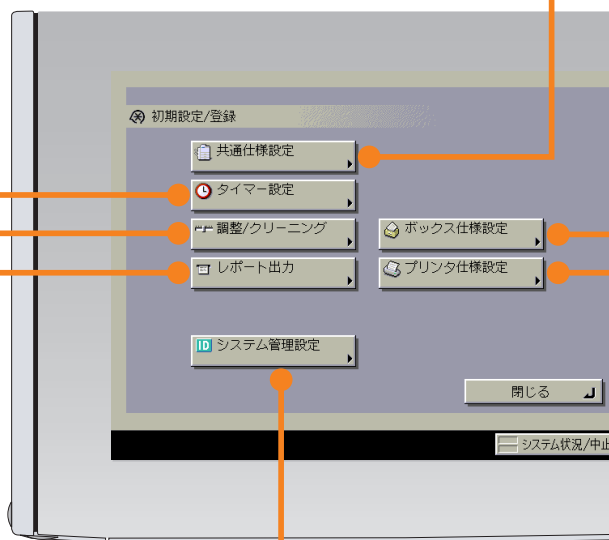 初期設定/登録
共通仕様設定
タイマー設定
調整/クリーニング
ボックス仕様設定
レポート出力
プリンタ仕様設定
ID システム管理設定
閉じる
システム状況/中止